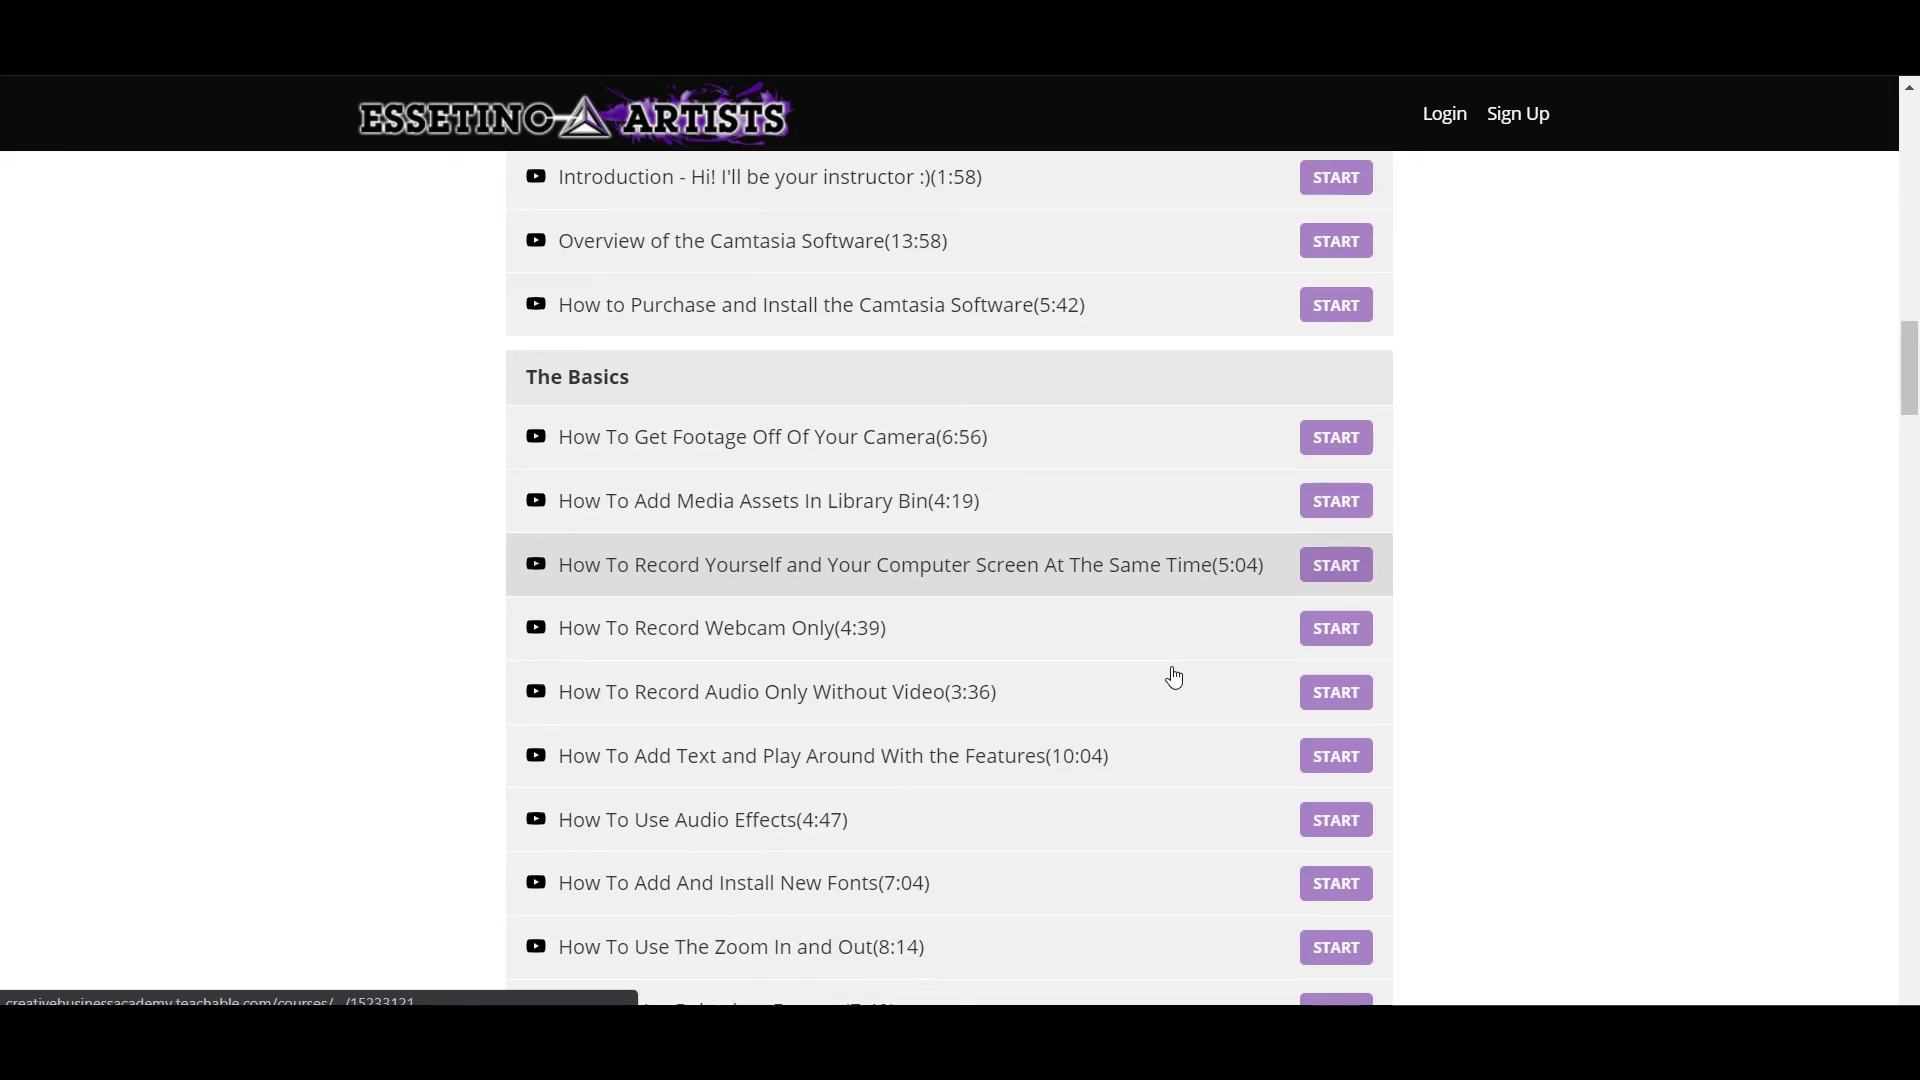 ESSETINO ARTISTS
Login Sign Up
Introduction - Hi! I'll be your instructor :)(1:58) START
Overview of the Camtasia Software(13:58) START
How to Purchase and Install the Camtasia Software(5:42) START
The Basics
How To Get Footage Off Of Your Camera(6:56) START
How To Add Media Assets In Library Bin(4:19) START
How To Record Yourself and Your Computer Screen At The Same Time(5:04) START
How To Record Webcam Only(4:39) START
How To Record Audio Only Without Video(3:36) START
How To Add Text and Play Around With the Features(10:04) START
How To Use Audio Effects(4:47) START
How To Add And Install New Fonts(7:04) START
How To Use The Zoom In and Out(8:14) START
creativebusinessacademy.teachable.com/courses/.../15233121